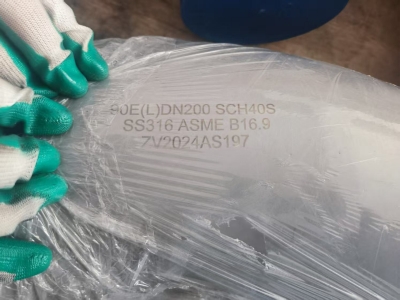 90E(L)DN200 SCH40S
SS316 ASME B16.9
ZV2024AS197